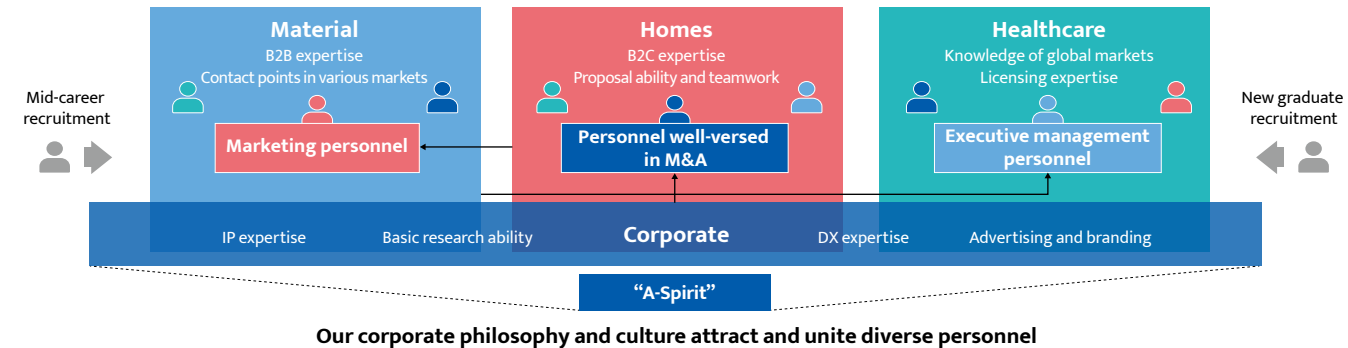 Mid-career
recruitment
Material
B2B expertise
Contact points in various markets
Marketing personnel
Homes
B2C expertise
Proposal ability and teamwork
Personnel well-versed
in M&A
Healthcare
Knowledge of global markets
Licensing expertise
Executive management
personnel
New graduate
recruitment
IP expertise
Basic research ability
Corporate
DX expertise
Advertising and branding
“A-Spirit”
Our corporate philosophy and culture attract and unite diverse personnel